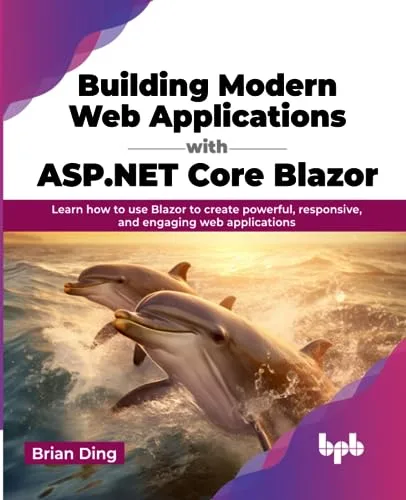 Building Modern
Web Applications
with
ASP.NET Core Blazor
Learn how to use Blazor to create powerful, responsive,
and engaging web applications
Brian Ding
bpb